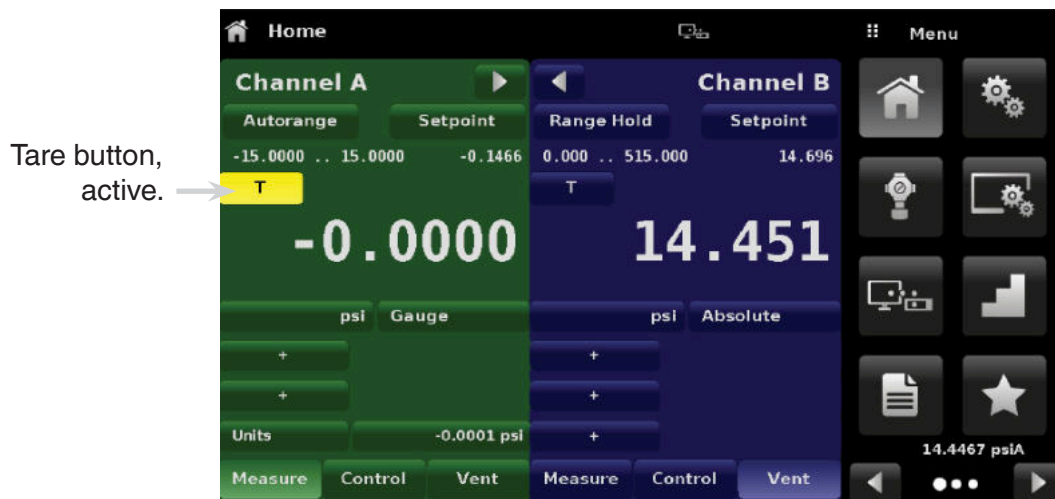 Home
Menu
Channel A
Channel B
Autorange
Setpoint
Range Hold
Setpoint
-15.0000 .. 15.0000
-0.1466
0.000 .. 515.000
14.696
Tare button,
active.
T
T
-0.0000
14.451
psi
Gauge
psi
Absolute
+
+
+
+
Units
-0.0001 psi
+
14.4467 psiA
Measure
Control
Vent
Measure
Control
Vent